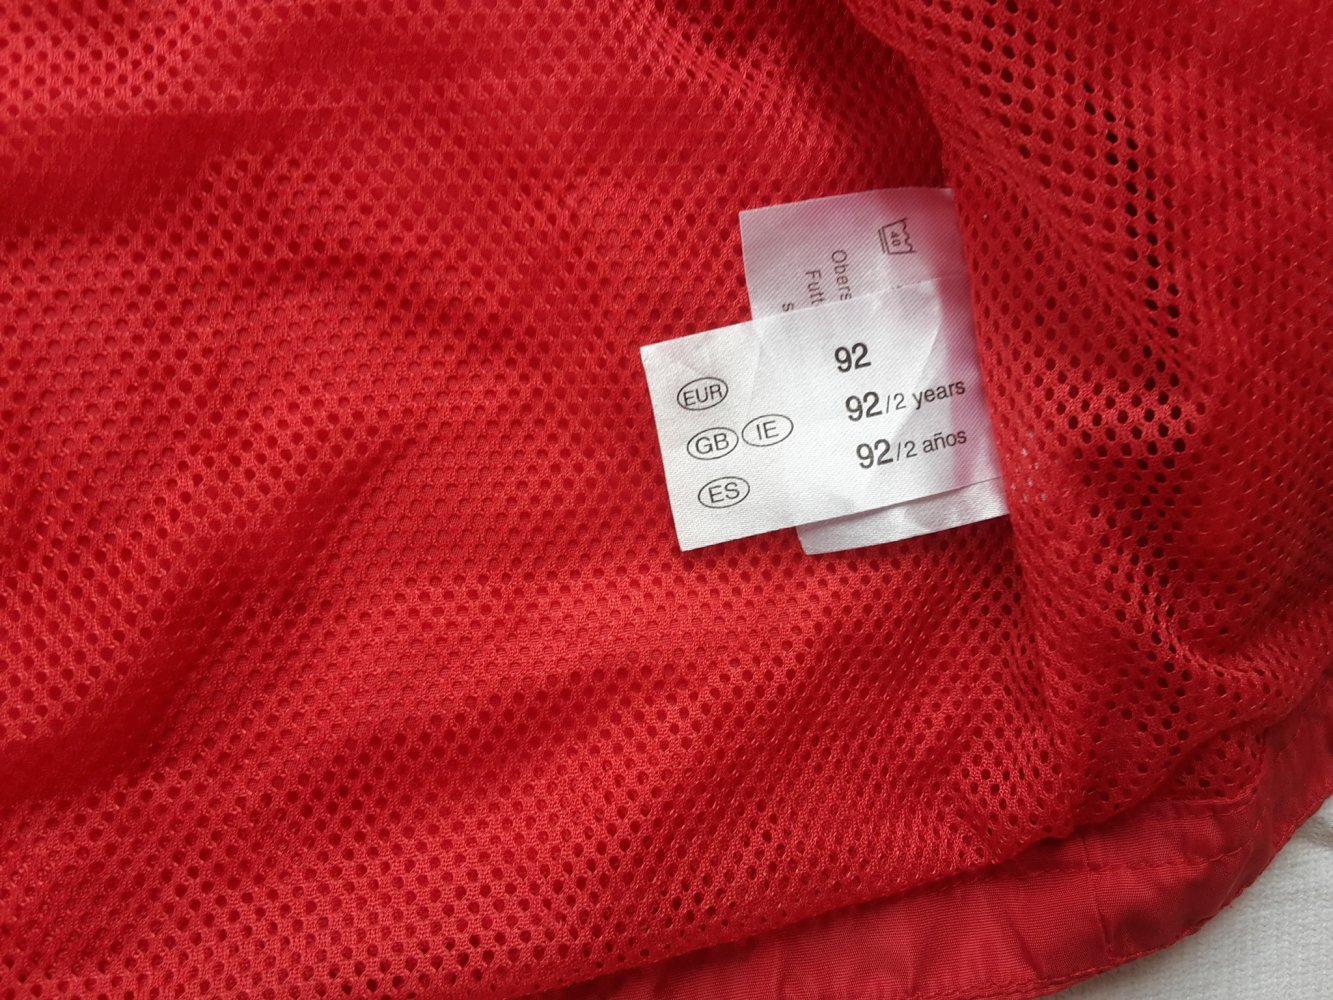 40
Obers
Futt
s
EUR 92
GB IE 92/2 years
ES 92/2 años